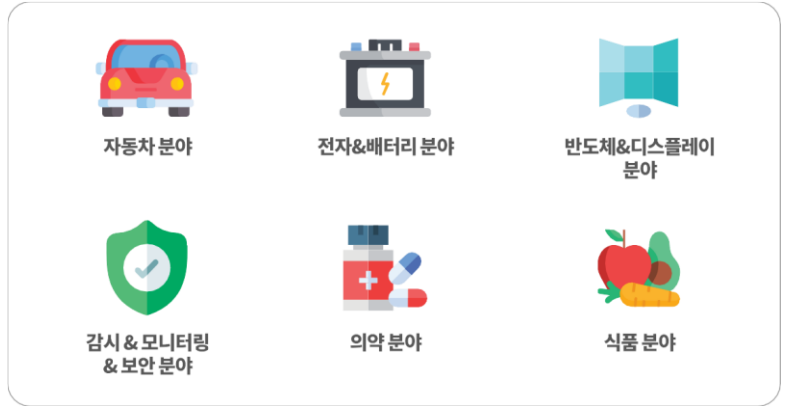 자동차 분야
전자&배터리 분야
반도체&디스플레이
분야
감시 & 모니터링
& 보안 분야
의약 분야
식품 분야